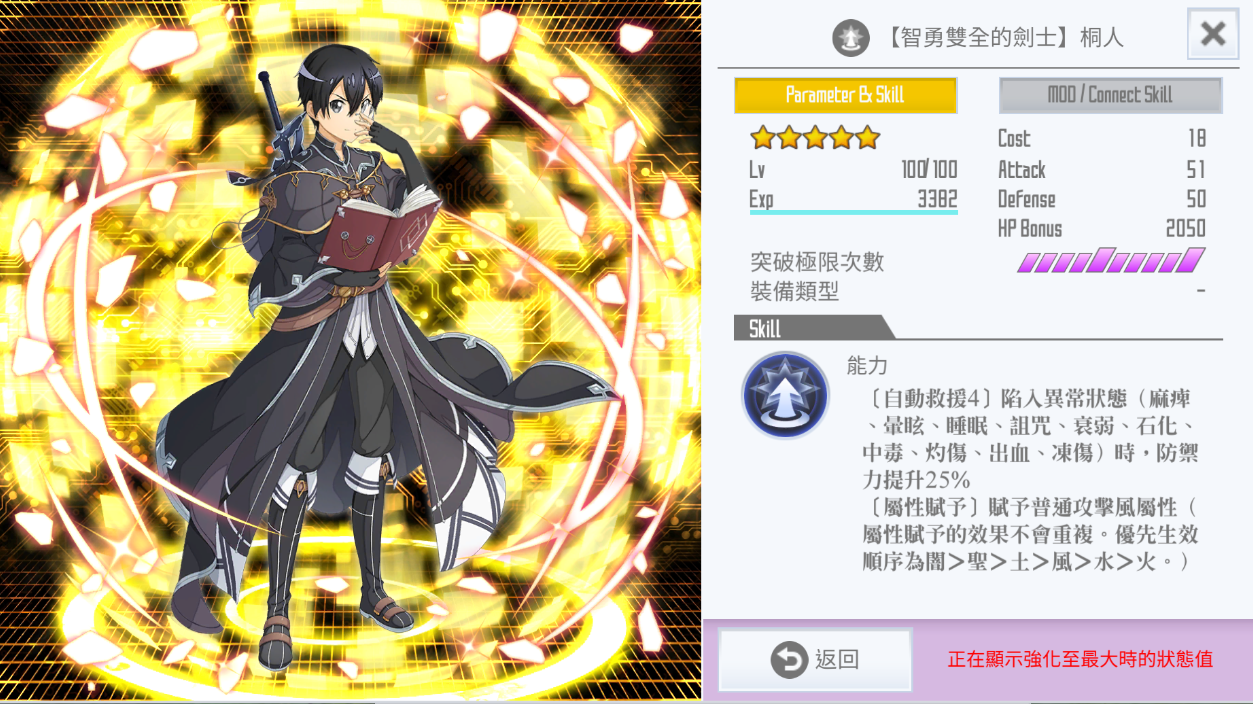 【智勇雙全的劍士】桐人
Parameter & Skill
MOD / Connect Skill
Lv 100/100
Exp 3382
Cost 18
Attack 51
Defense 50
HP Bonus 2050
突破極限次數
裝備類型 -
Skill
能力
〔自動救援4〕陷入異常狀態（麻痺
、暈眩、睡眠、詛咒、衰弱、石化、
中毒、灼傷、出血、凍傷）時，防禦
力提升25%
〔屬性賦予〕賦予普通攻擊風屬性（
屬性賦予的效果不會重複。優先生效
順序為闇＞聖＞土＞風＞水＞火。）
返回
正在顯示強化至最大時的狀態值